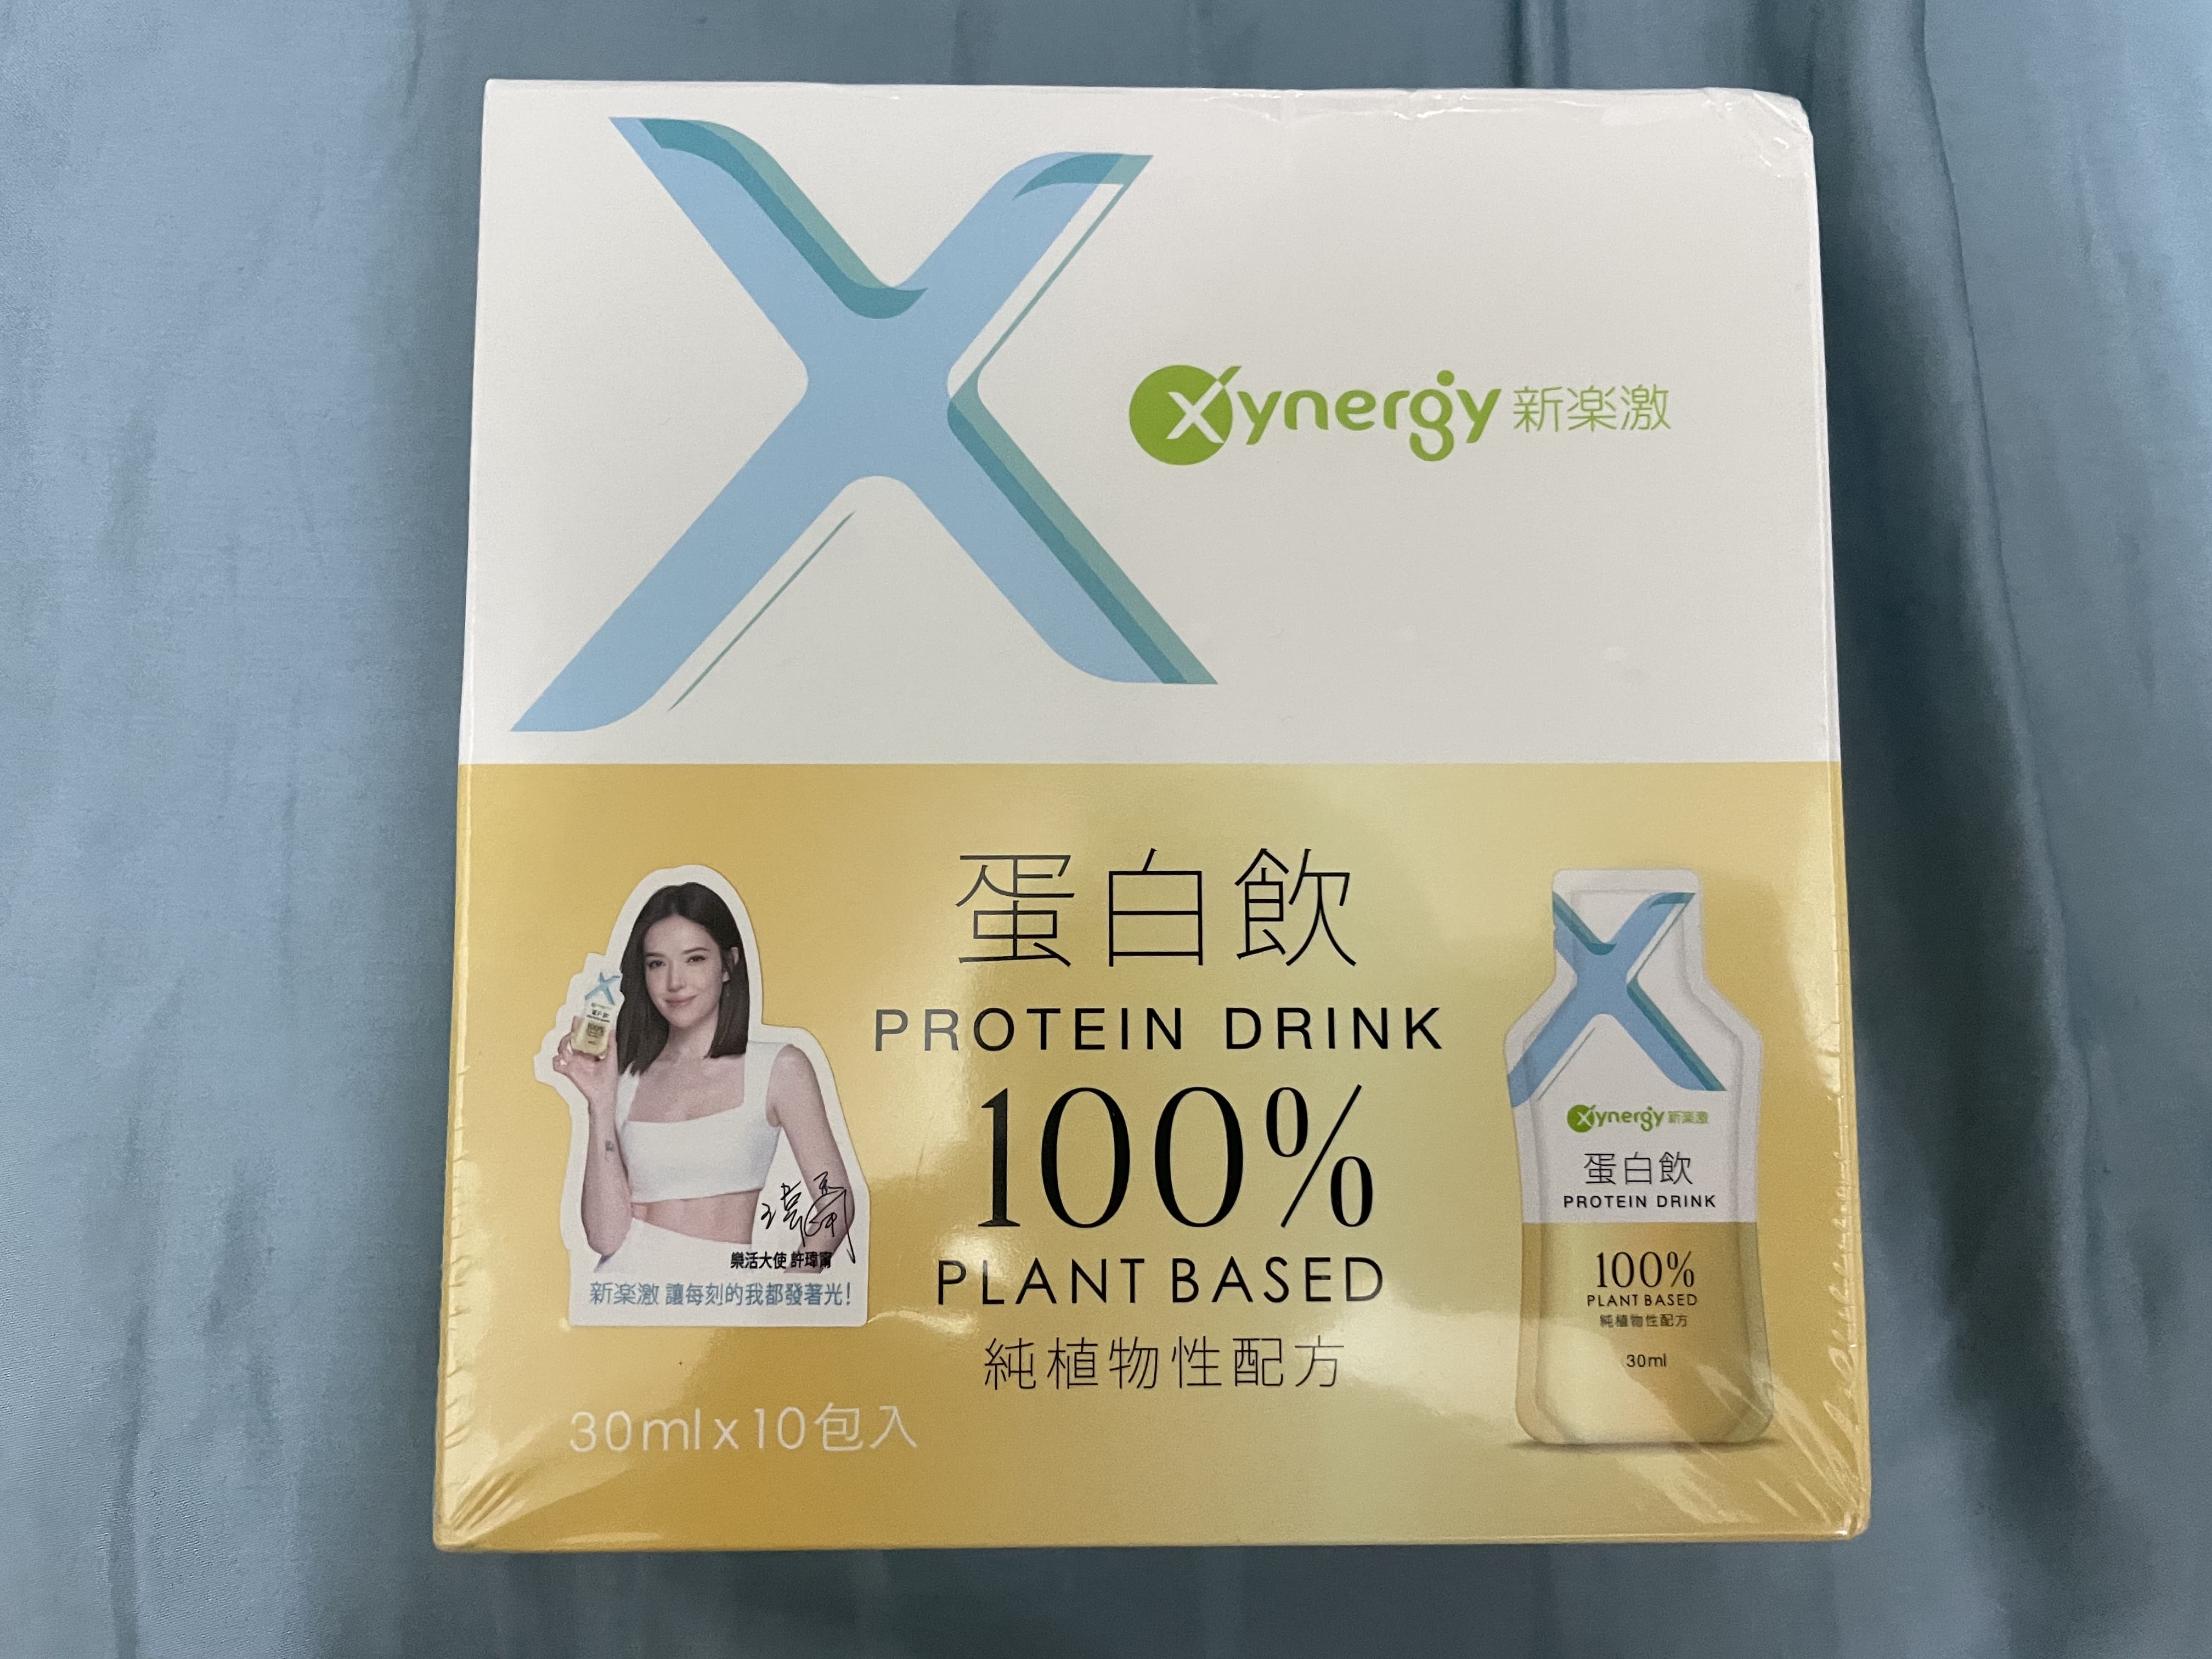 Xynergy 新楽激
蛋白飲
PROTEIN DRINK
100%
PLANT BASED
純植物性配方
樂活大使 許瑋甯
新楽激 讓每刻的我都發著光!
30ml x 10包入
Xynergy 新楽激
蛋白飲
PROTEIN DRINK
100%
PLANT BASED
純植物性配方
30ml